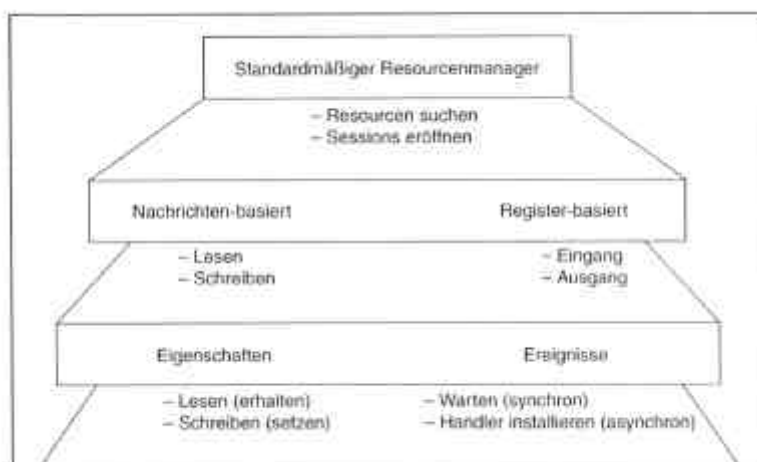 Standardmäßiger Resourcenmanager
– Resourcen suchen
– Sessions eröffnen
Nachrichten-basiert Register-basiert
– Lesen – Eingang
– Schreiben – Ausgang
Eigenschaften Ereignisse
– Lesen (erhalten) – Warten (synchron)
– Schreiben (setzen) – Handler installieren (asynchron)